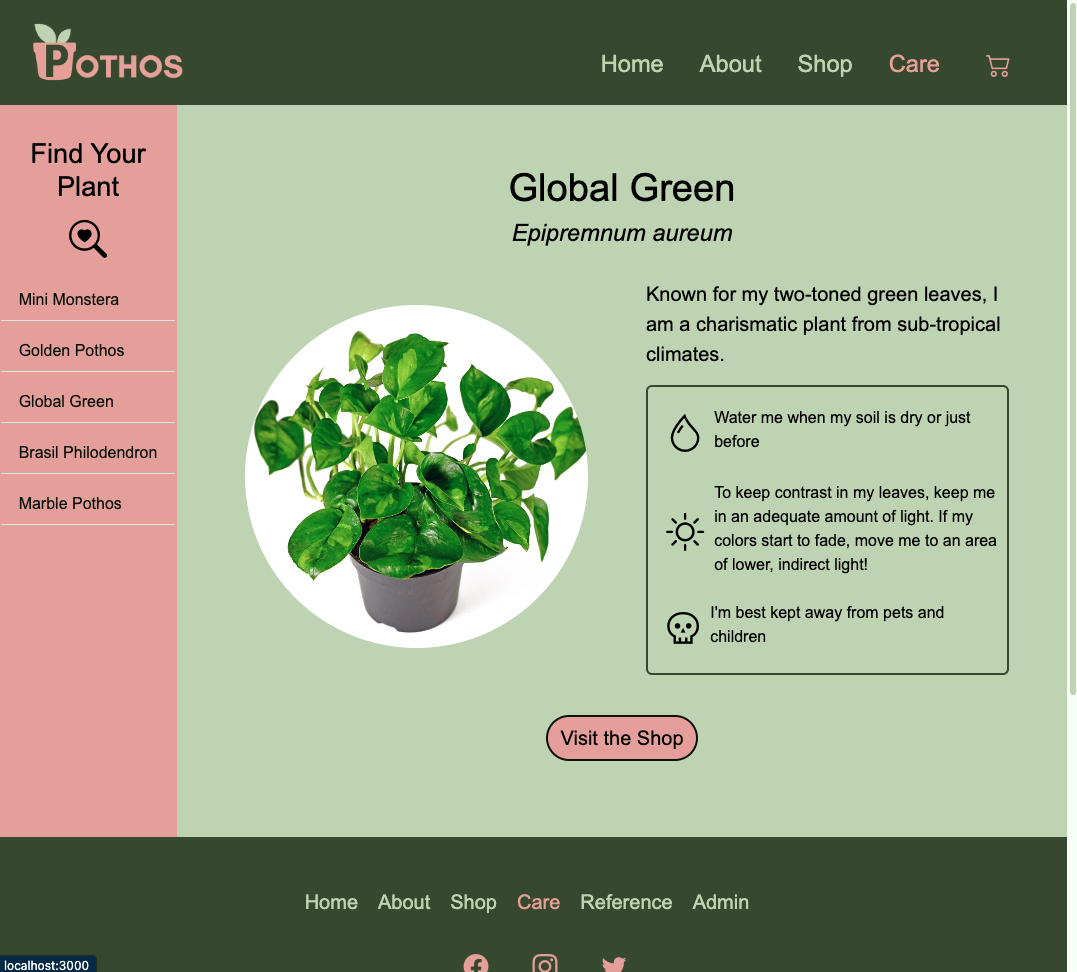 POTHOS
Home About Shop Care
Find Your
Plant
Mini Monstera
Golden Pothos
Global Green
Brasil Philodendron
Marble Pothos
Global Green
Epipremnum aureum
Known for my two-toned green leaves, I
am a charismatic plant from sub-tropical
climates.
Water me when my soil is dry or just
before
To keep contrast in my leaves, keep me
in an adequate amount of light. If my
colors start to fade, move me to an area
of lower, indirect light!
I'm best kept away from pets and
children
Visit the Shop
Home About Shop Care Reference Admin
localhost:3000